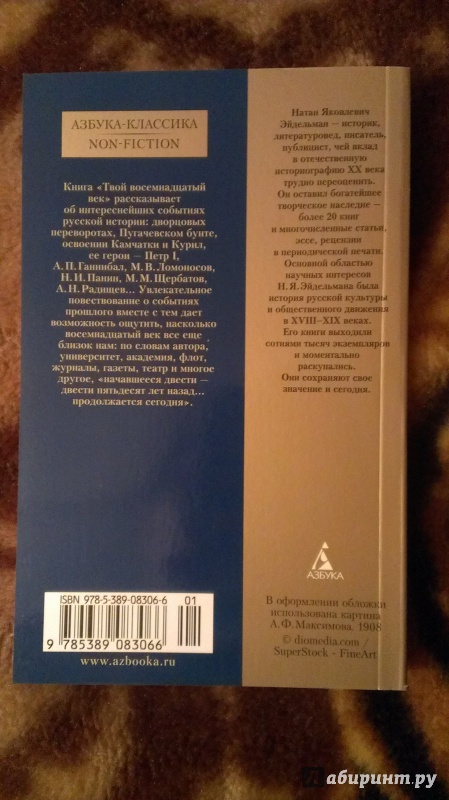 АЗБУКА-КЛАССИКА
NON-FICTION
Книга «Твой восемнадцатый
век» рассказывает
об интереснейших событиях
русской истории: дворцовых
переворотах, Пугачевском бунте,
освоении Камчатки и Курил,
ее герои — Петр I,
А. П. Ганнибал, М. В. Ломоносов,
Н. И. Панин, М. М. Щербатов,
А. Н. Радищев... Увлекательное
повествование о событиях
прошлого вместе с тем дает
возможность ощутить, насколько
восемнадцатый век все еще
близок нам: по словам автора,
университет, академия, флот,
журналы, газеты, театр и многое
другое, «начавшееся двести —
двести пятьдесят лет назад...
продолжается сегодня».
ISBN 978-5-389-08306-6
01
9 785389 083066
www.azbooka.ru
Натан Яковлевич
Эйдельман — историк,
литературовед, писатель,
публицист, чей вклад
в отечественную
историографию XX века
трудно переоценить.
Он оставил богатейшее
творческое наследие —
более 20 книг
и многочисленные статьи,
эссе, рецензии
в периодической печати.
Основной областью
научных интересов
Н. Я. Эйдельмана была
история русской культуры
и общественного движения
в XVIII–XIX веках.
Его книги выходили
сотнями тысяч экземпляров
и моментально
раскупались.
Они сохраняют свое
значение и сегодня.
АЗБУКА
В оформлении обложки
использована картина
А. Ф. Максимова. 1908
© diomedia.com /
SuperStock - FineArt
Лабиринт.ру